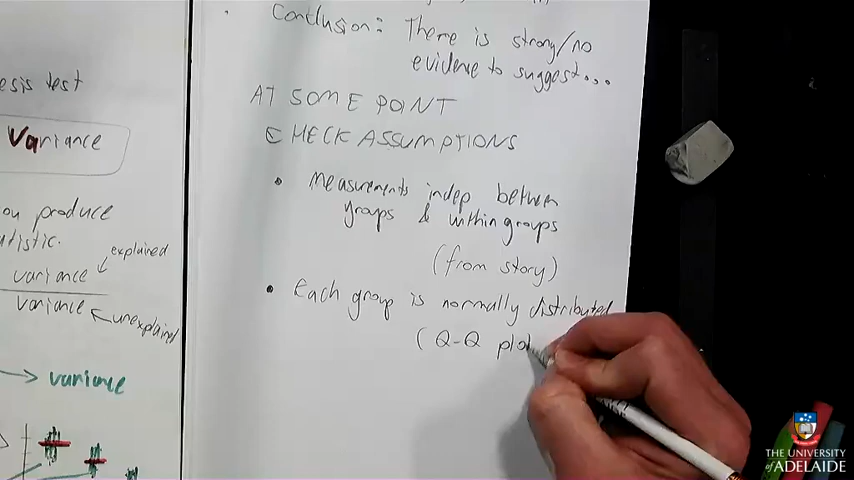 esis test
Variance
ou produce
tistic.
explained
variance
variance
unexplained
variance
Conclusion: There is strong/no
evidence to suggest...
AT SOME POINT
CHECK ASSUMPTIONS
• Measurements indep between
groups & within groups
(from story)
• Each group is normally distributed
(Q-Q plot
THE UNIVERSITY
of ADELAIDE